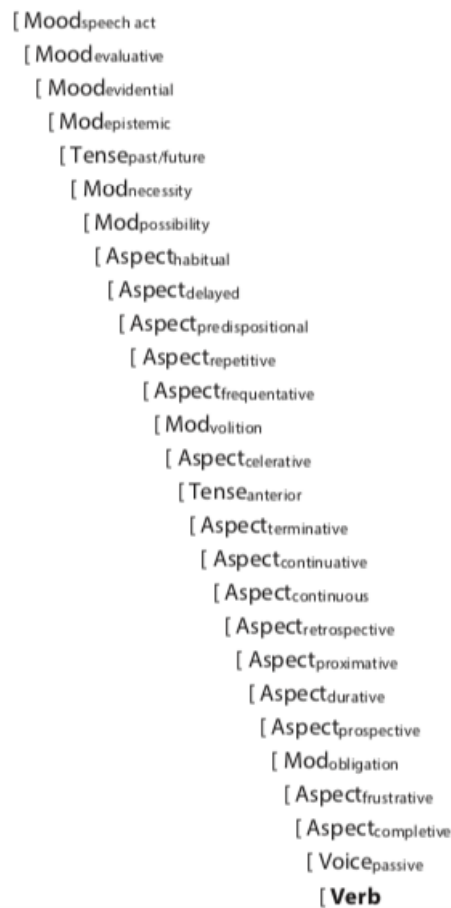 [ Moodspeech act
[ Moodevaluative
[ Moodevidential
[ Modepistemic
[ Tensepast/future
[ Modnecessity
[ Modpossibility
[ Aspecthabitual
[ Aspectdelayed
[ Aspectpredispositional
[ Aspectrepetitive
[ Aspectfrequentative
[ Modvolition
[ Aspectcelerative
[ Tenseanterior
[ Aspectterminative
[ Aspectcontinuative
[ Aspectcontinuous
[ Aspectretrospective
[ Aspectproximative
[ Aspectdurative
[ Aspectprospective
[ Modobligation
[ Aspectfrustrative
[ Aspectcompletive
[ Voicepassive
[ Verb